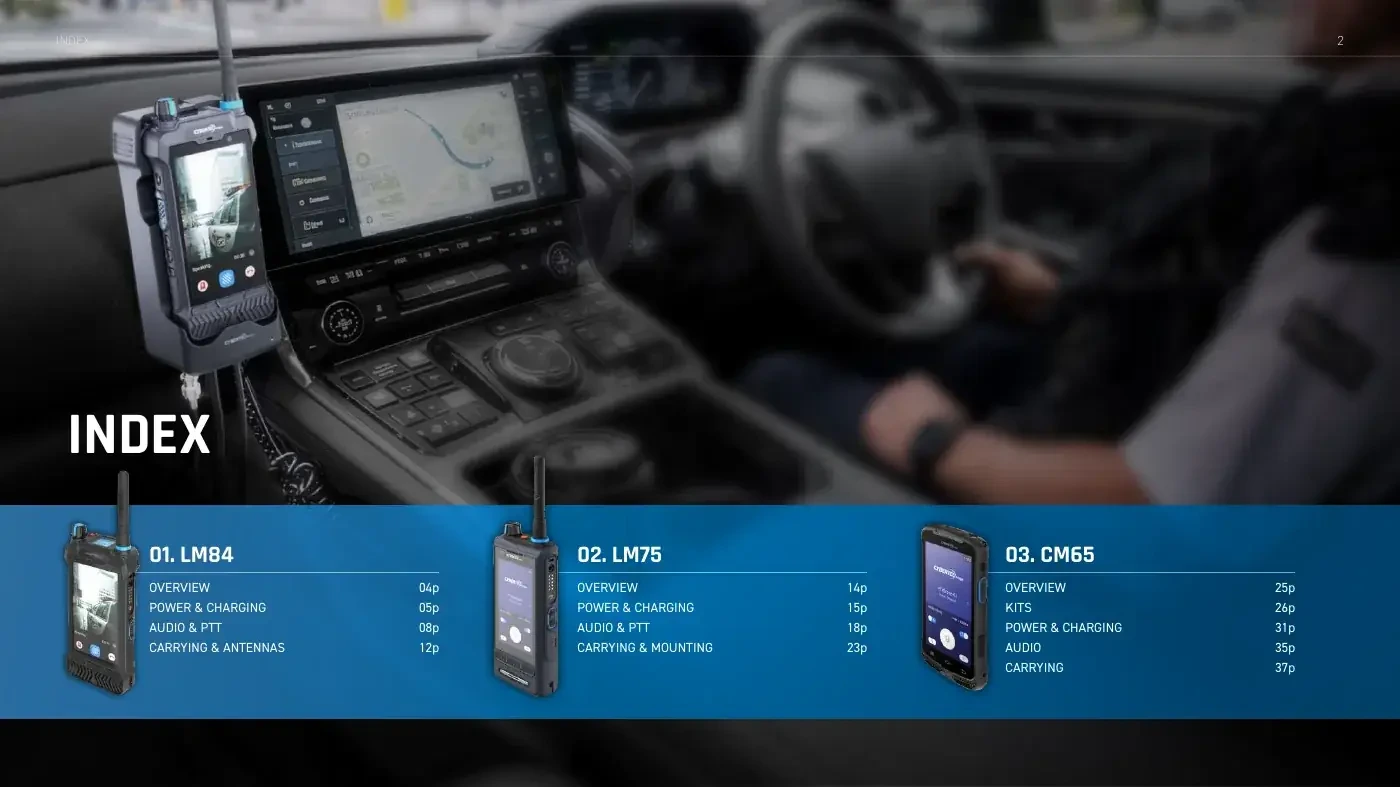 INDEX
2
INDEX
01. LM84
OVERVIEW 04p
POWER & CHARGING 05p
AUDIO & PTT 08p
CARRYING & ANTENNAS 12p
02. LM75
OVERVIEW 14p
POWER & CHARGING 15p
AUDIO & PTT 18p
CARRYING & MOUNTING 23p
03. CM65
OVERVIEW 25p
KITS 26p
POWER & CHARGING 31p
AUDIO 35p
CARRYING 37p